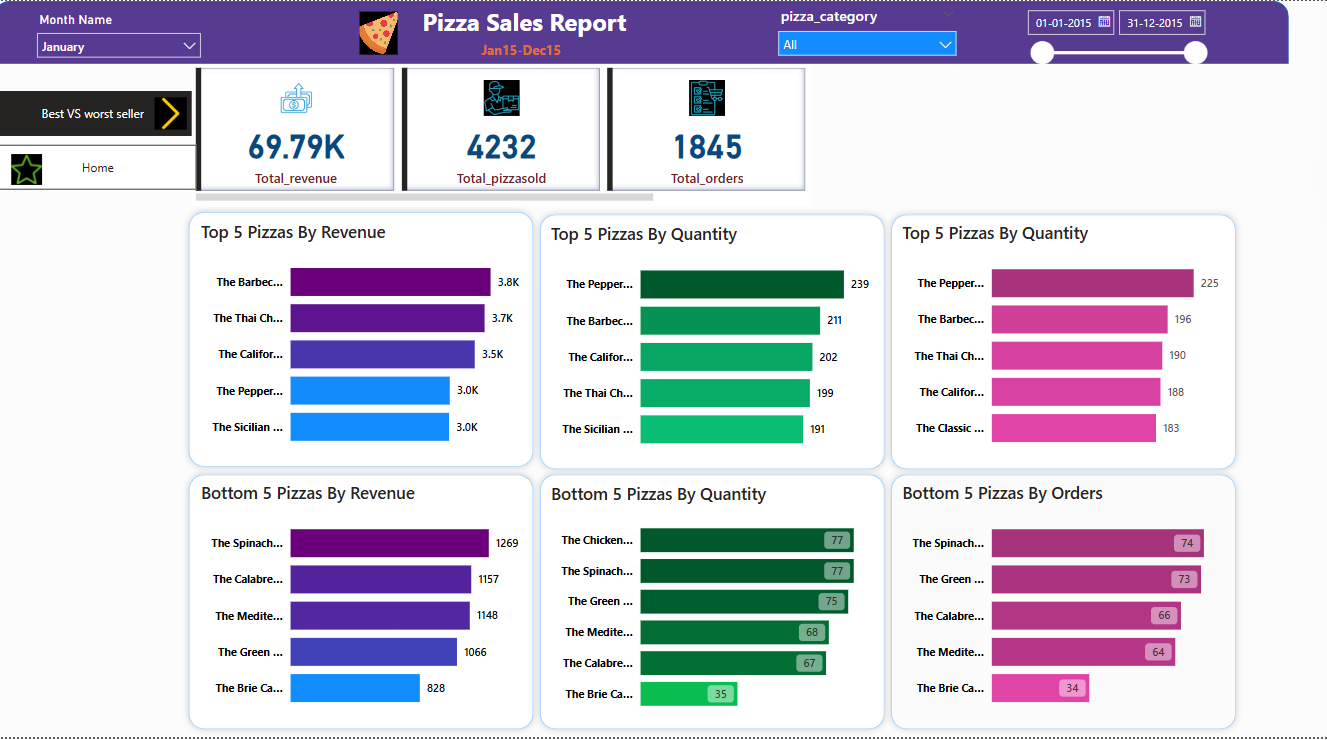 Month Name
January
Pizza Sales Report
Jan15-Dec15
pizza_category
All
01-01-2015
31-12-2015
Best VS worst seller
Home
69.79K
Total_revenue
4232
Total_pizzasold
1845
Total_orders
Top 5 Pizzas By Revenue
The Barbec... 3.8K
The Thai Ch... 3.7K
The Califor... 3.5K
The Pepper... 3.0K
The Sicilian ... 3.0K
Top 5 Pizzas By Quantity
The Pepper... 239
The Barbec... 211
The Califor... 202
The Thai Ch... 199
The Sicilian ... 191
Top 5 Pizzas By Quantity
The Pepper... 225
The Barbec... 196
The Thai Ch... 190
The Califor... 188
The Classic ... 183
Bottom 5 Pizzas By Revenue
The Spinach... 1269
The Calabre... 1157
The Medite... 1148
The Green ... 1066
The Brie Ca... 828
Bottom 5 Pizzas By Quantity
The Chicken... 77
The Spinach... 77
The Green ... 75
The Medite... 68
The Calabre... 67
The Brie Ca... 35
Bottom 5 Pizzas By Orders
The Spinach... 74
The Green ... 73
The Calabre... 66
The Medite... 64
The Brie Ca... 34